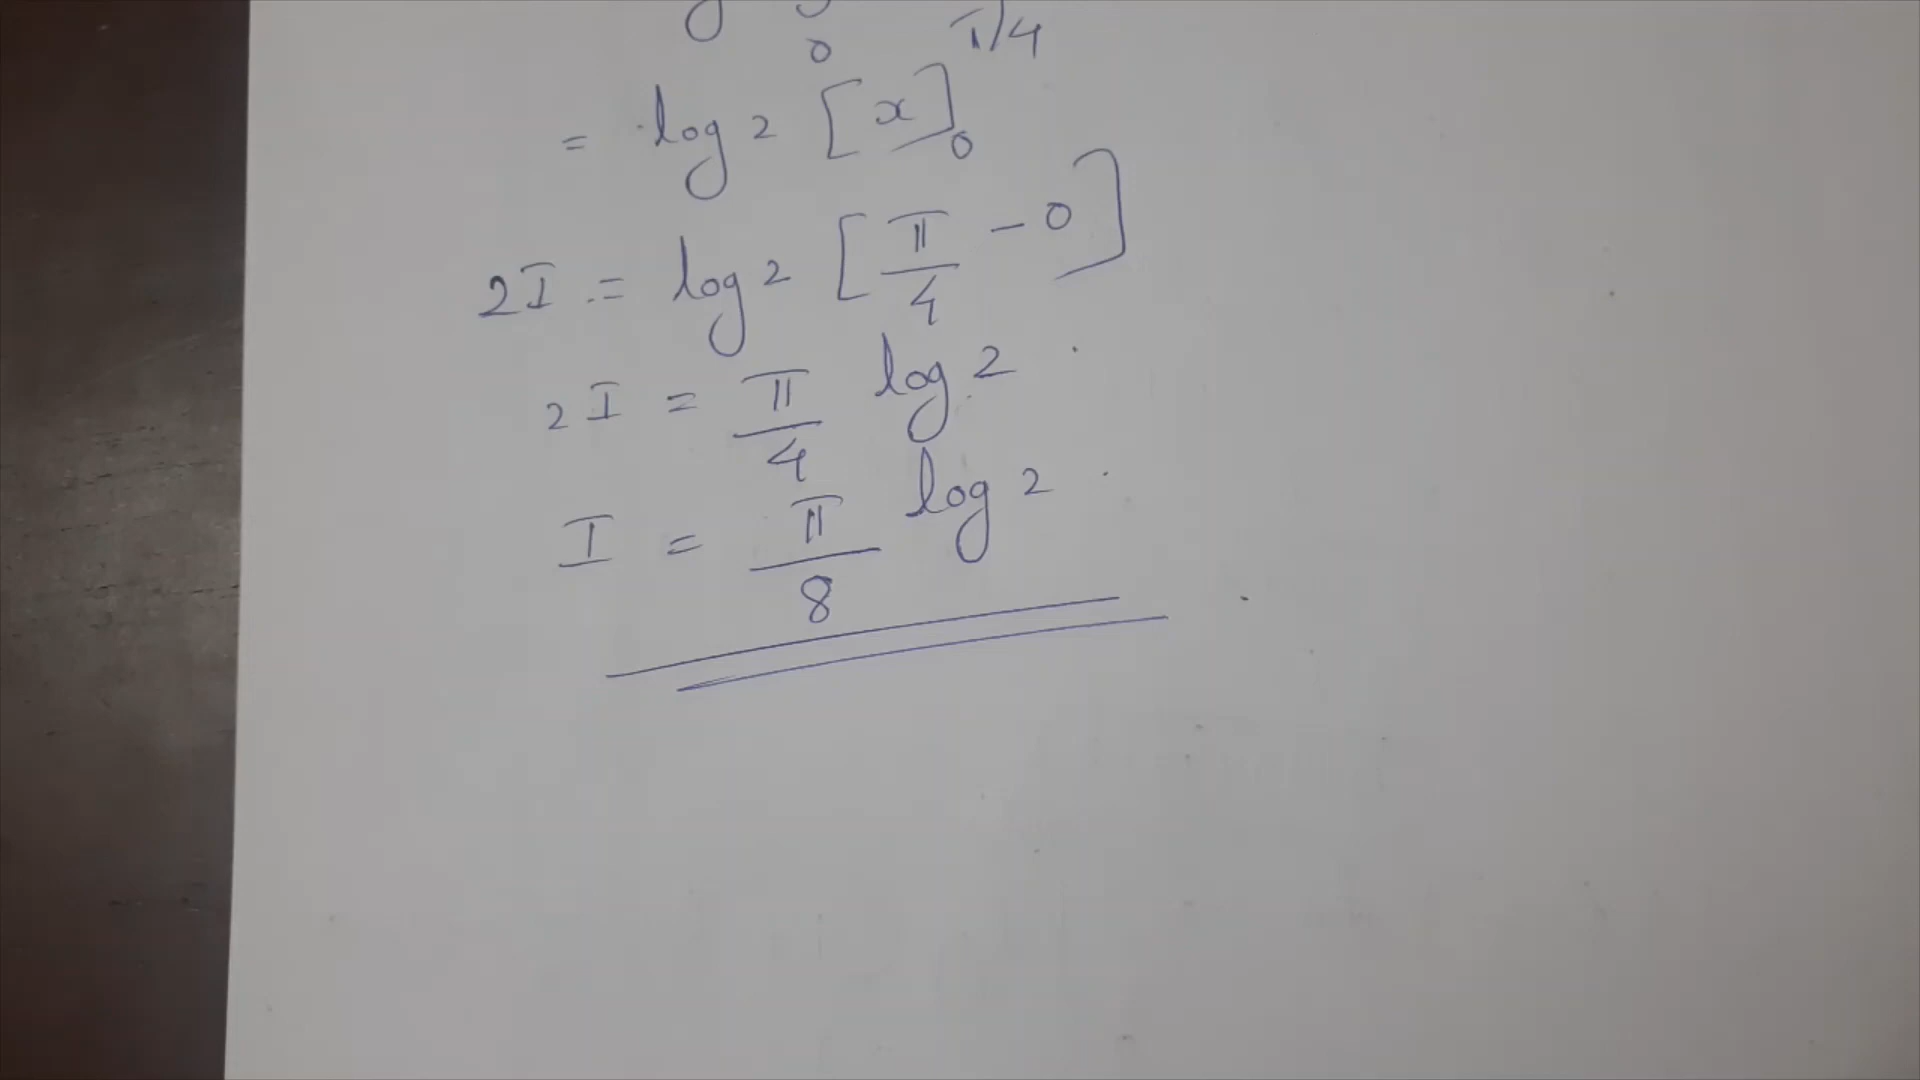 0
= log 2 [x]₀^π/4
2I = log 2 [π/4 - 0]
2I = π/4 log 2
I = π/8 log 2